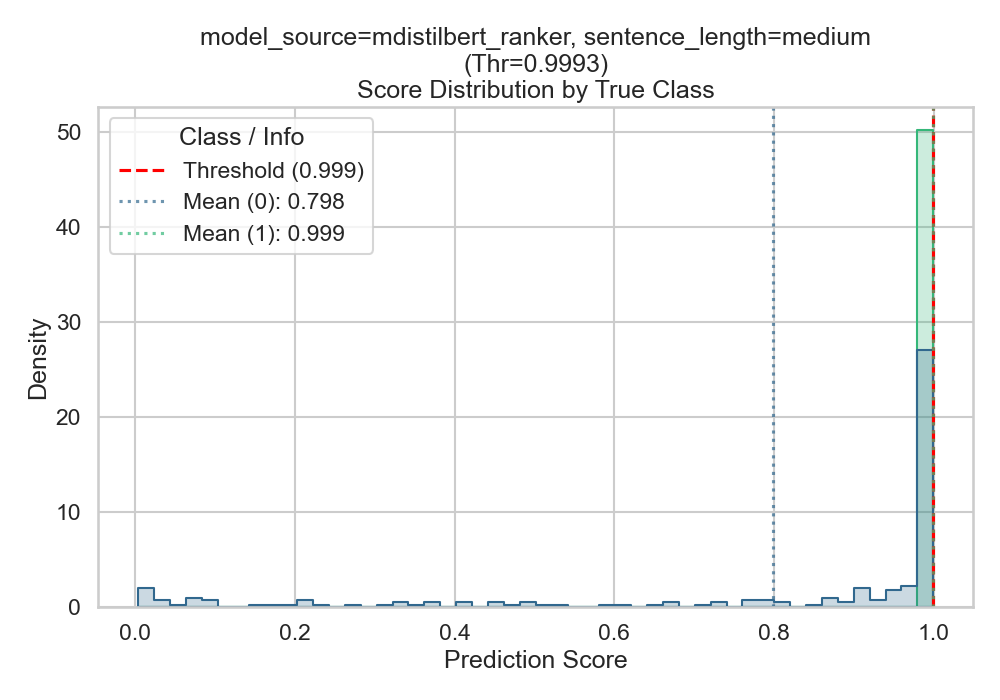 model_source=mdistilbert_ranker, sentence_length=medium
(Thr=0.9993)
Score Distribution by True Class
Class / Info
Threshold (0.999)
Mean (0): 0.798
Mean (1): 0.999
50
40
30
20
10
0
Density
0.0 0.2 0.4 0.6 0.8 1.0
Prediction Score